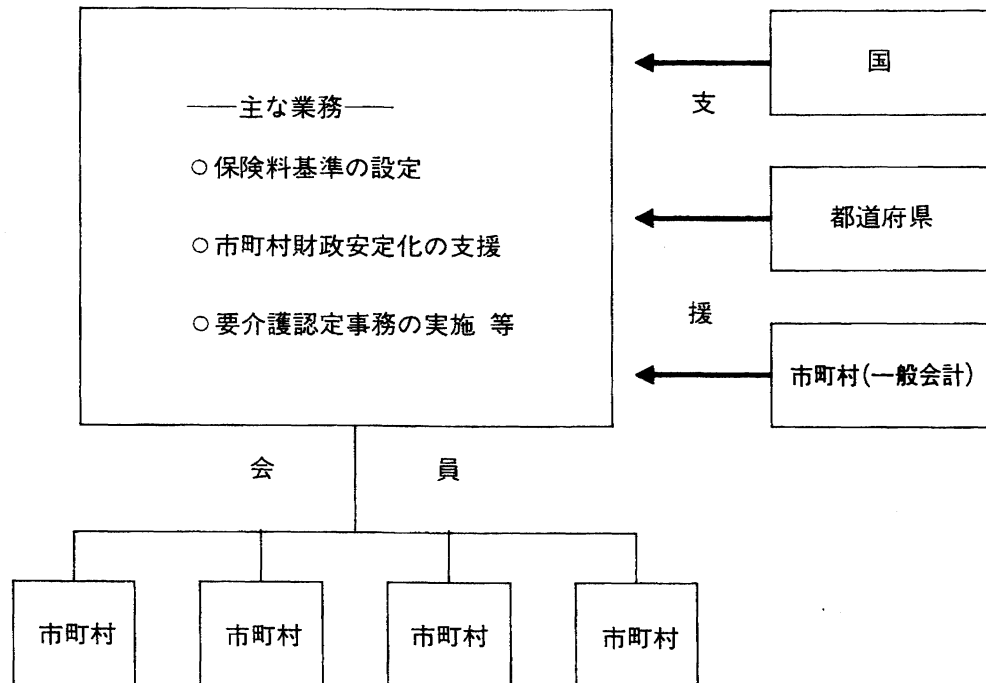 ――主な業務――
○保険料基準の設定
○市町村財政安定化の支援
○要介護認定事務の実施 等
国
支
都道府県
援
市町村(一般会計)
会 員
市町村 市町村 市町村 市町村